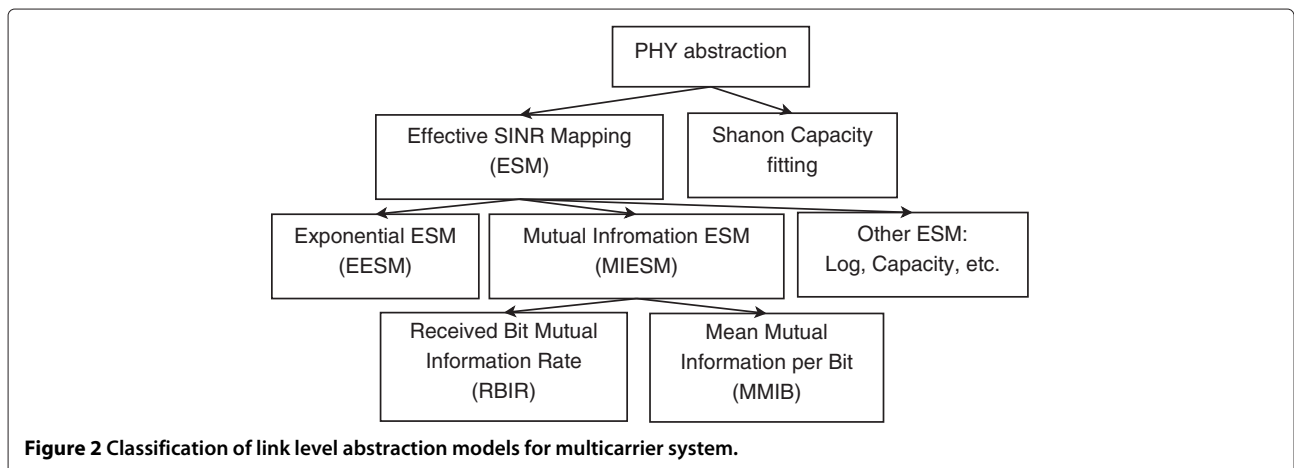 PHY abstraction
Effective SINR Mapping
(ESM)
Shanon Capacity
fitting
Exponential ESM
(EESM)
Mutual Infromation ESM
(MIESM)
Other ESM:
Log, Capacity, etc.
Received Bit Mutual
Information Rate
(RBIR)
Mean Mutual
Information per Bit
(MMIB)
Figure 2 Classification of link level abstraction models for multicarrier system.